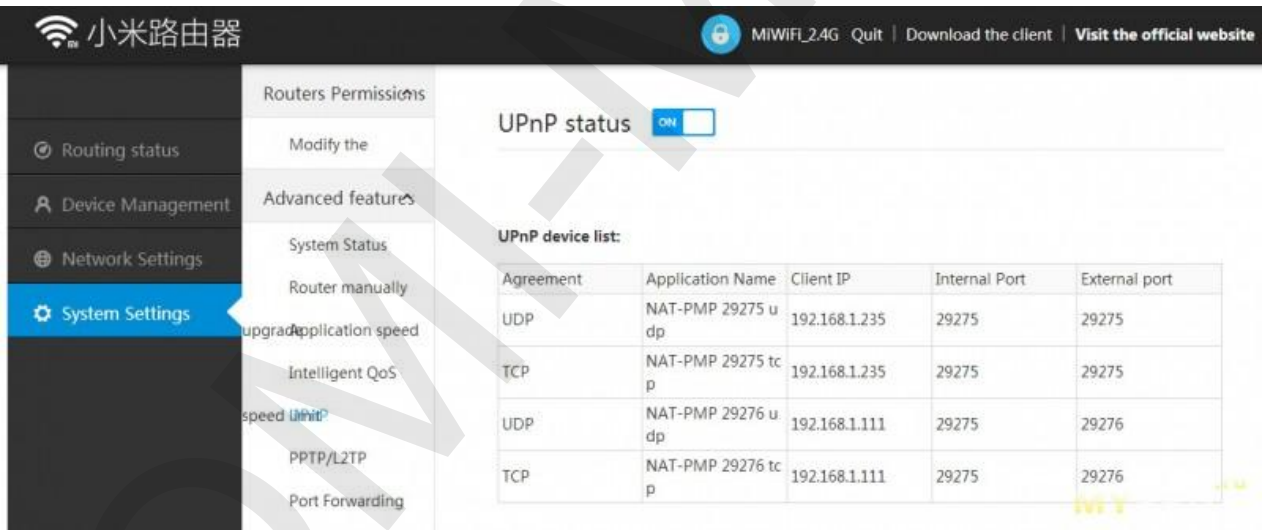 小米路由器
MIWIFI_2.4G Quit | Download the client | Visit the official website
Routing status
Device Management
Network Settings
System Settings
Routers Permissions
Modify the
Advanced features
System Status
Router manually
upgrade Application speed
Intelligent QoS
speed limit UPnP
PPTP/L2TP
Port Forwarding
UPnP status ON
UPnP device list:
Agreement Application Name Client IP Internal Port External port
UDP NAT-PMP 29275 u
dp 192.168.1.235 29275 29275
TCP NAT-PMP 29275 tc
p 192.168.1.235 29275 29275
UDP NAT-PMP 29276 u
dp 192.168.1.111 29275 29276
TCP NAT-PMP 29276 tc
p 192.168.1.111 29275 29276